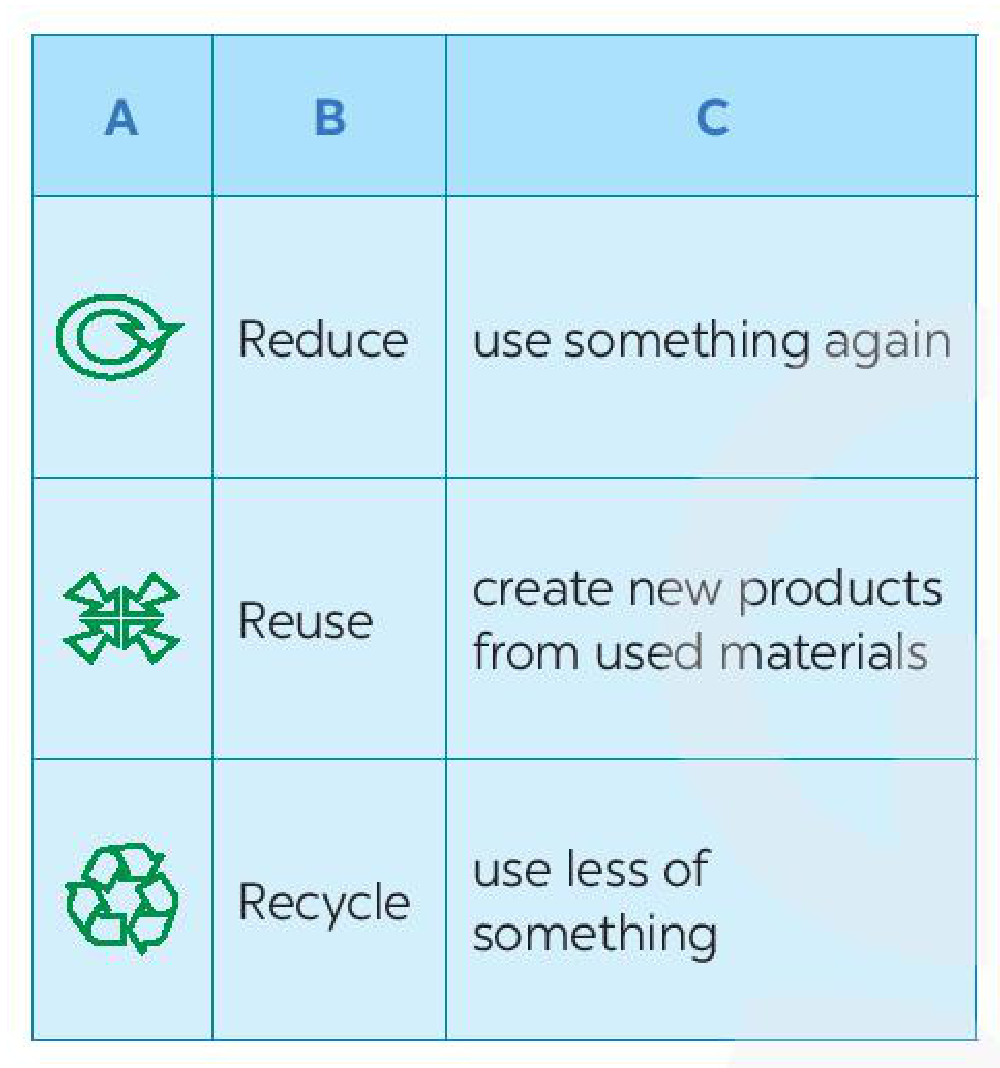 A B C
Reduce use something again
Reuse create new products
from used materials
Recycle use less of
something